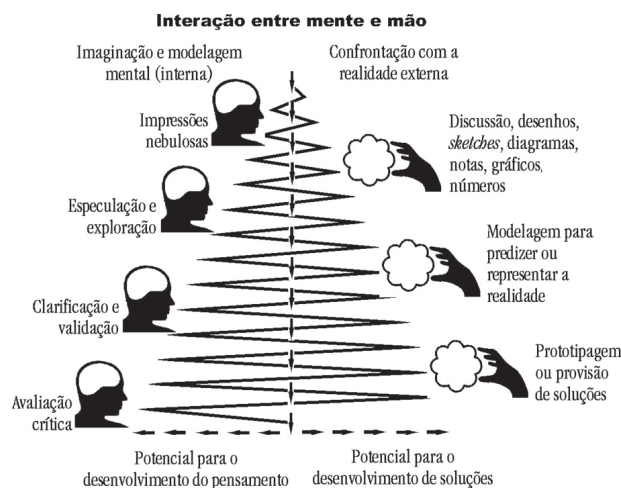 Interação entre mente e mão
Imaginação e modelagem
mental (interna)
Confrontação com a
realidade externa
Impressões
nebulosas
Discussão, desenhos,
sketches, diagramas,
notas, gráficos,
números
Especulação e
exploração
Modelagem para
predizer ou
representar a
realidade
Clarificação e
validação
Prototipagem
ou provisão
de soluções
Avaliação
crítica
Potencial para o
desenvolvimento do pensamento
Potencial para o
desenvolvimento de soluções